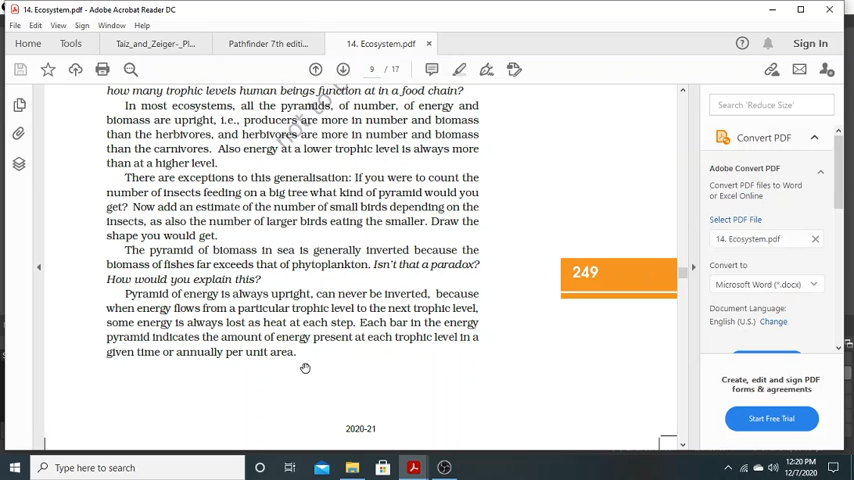 14. Ecosystem.pdf - Adobe Acrobat Reader DC
File Edit View Sign Window Help
Home Tools Taiz_and_Zeiger-_Pl... Pathfinder 7th editi... 14. Ecosystem.pdf × ? Sign In
9 / 17
how many trophic levels human beings function at in a food chain?
In most ecosystems, all the pyramids, of number, of energy and
biomass are upright, i.e., producers are more in number and biomass
than the herbivores, and herbivores are more in number and biomass
than the carnivores. Also energy at a lower trophic level is always more
than at a higher level.
There are exceptions to this generalisation: If you were to count the
number of insects feeding on a big tree what kind of pyramid would you
get? Now add an estimate of the number of small birds depending on the
insects, as also the number of larger birds eating the smaller. Draw the
shape you would get.
The pyramid of biomass in sea is generally inverted because the
biomass of fishes far exceeds that of phytoplankton. Isn't that a paradox?
How would you explain this?
Pyramid of energy is always upright, can never be inverted, because
when energy flows from a particular trophic level to the next trophic level,
some energy is always lost as heat at each step. Each bar in the energy
pyramid indicates the amount of energy present at each trophic level in a
given time or annually per unit area.
not to
249
2020-21
Search 'Reduce Size'
Convert PDF
Adobe Convert PDF
Convert PDF files to Word
or Excel Online
Select PDF File
14. Ecosystem.pdf
Convert to
Microsoft Word (*.docx)
Document Language:
English (U.S.) Change
Create, edit and sign PDF
forms & agreements
Start Free Trial
Type here to search
12:20 PM
12/7/2020